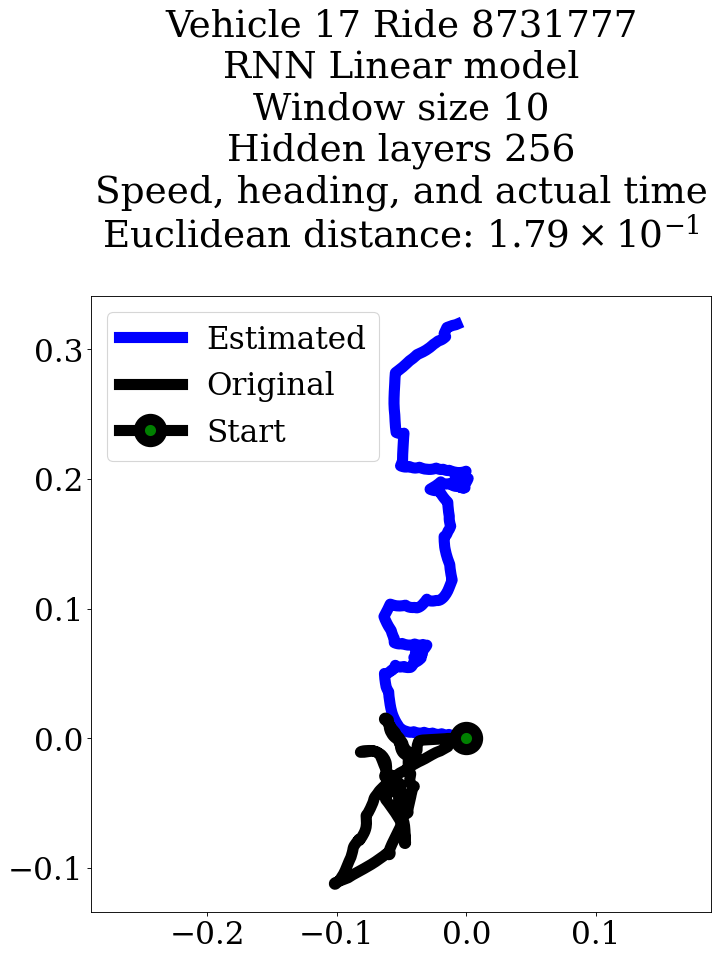 Vehicle 17 Ride 8731777
RNN Linear model
Window size 10
Hidden layers 256
Speed, heading, and actual time
Euclidean distance: 1.79 × 10⁻¹
Estimated
Original
Start
0.3
0.2
0.1
0.0
−0.1
−0.2 −0.1 0.0 0.1